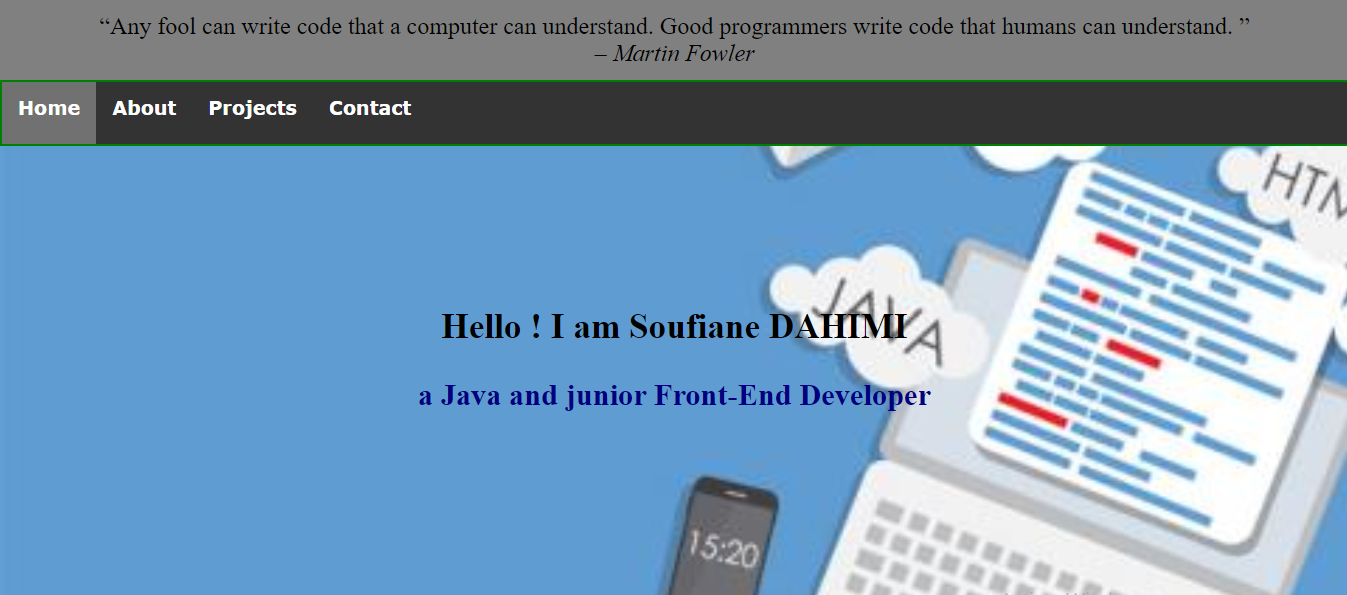 “Any fool can write code that a computer can understand. Good programmers write code that humans can understand. ”
– Martin Fowler
Home About Projects Contact
HTM
JAVA
Hello ! I am Soufiane DAHIMI
a Java and junior Front-End Developer
15:20